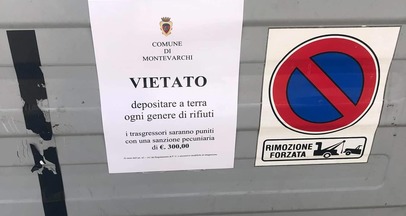 COMUNE
DI
MONTEVARCHI
VIETATO
depositare a terra
ogni genere di rifiuti
i trasgressori saranno puniti
con una sanzione pecuniaria
di €. 300,00
RIMOZIONE
FORZATA